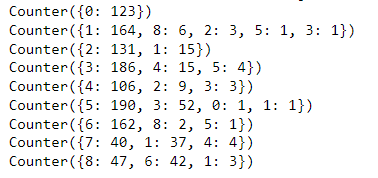 Counter({0: 123})
Counter({1: 164, 8: 6, 2: 3, 5: 1, 3: 1})
Counter({2: 131, 1: 15})
Counter({3: 186, 4: 15, 5: 4})
Counter({4: 106, 2: 9, 3: 3})
Counter({5: 190, 3: 52, 0: 1, 1: 1})
Counter({6: 162, 8: 2, 5: 1})
Counter({7: 40, 1: 37, 4: 4})
Counter({8: 47, 6: 42, 1: 3})